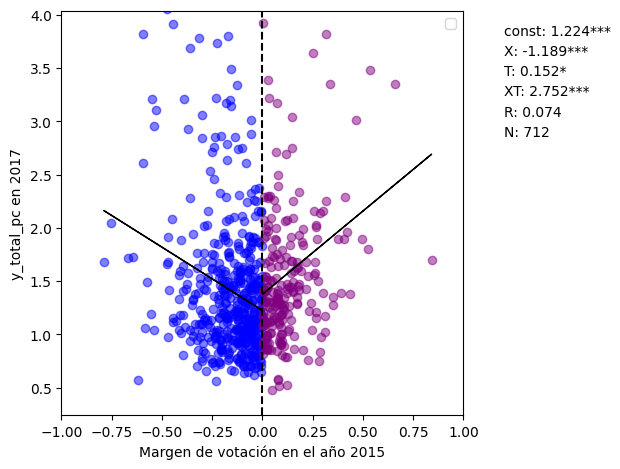 4.0
3.5
3.0
2.5
2.0
1.5
1.0
0.5
y_total_pc en 2017
-1.00 -0.75 -0.50 -0.25 0.00 0.25 0.50 0.75 1.00
Margen de votación en el año 2015
const: 1.224***
X: -1.189***
T: 0.152*
XT: 2.752***
R: 0.074
N: 712